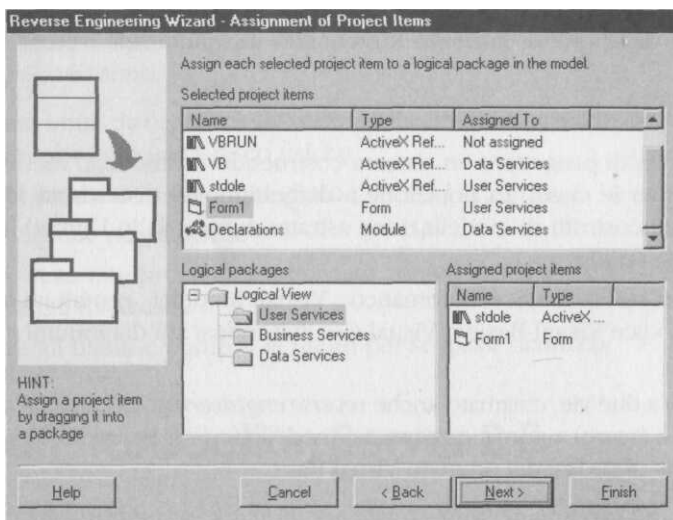 Reverse Engineering Wizard - Assignment of Project Items
Assign each selected project item to a logical package in the model.
Selected project items
Name Type Assigned To
VBRUN ActiveX Ref... Not assigned
VB ActiveX Ref... Data Services
stdole ActiveX Ref... User Services
Form1 Form User Services
Declarations Module Data Services
Logical packages
Logical View
User Services
Business Services
Data Services
Assigned project items
Name Type
stdole ActiveX ...
Form1 Form
HINT:
Assign a project item
by dragging it into
a package
Help Cancel < Back Next > Finish